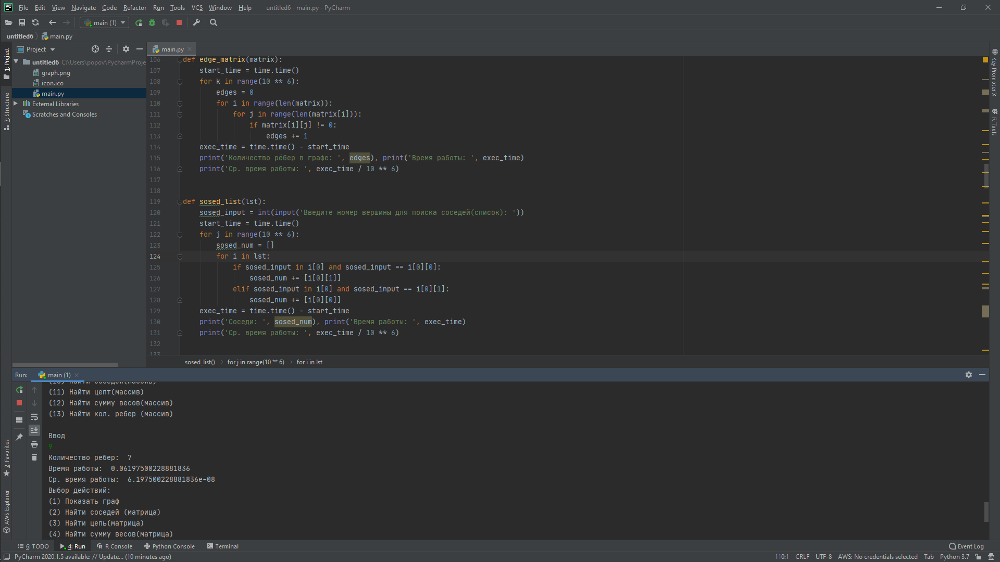 PC File Edit View Navigate Code Refactor Run Tools VCS Window Help untitled6 - main.py - PyCharm
main (1)
untitled6 main.py
1: Project
7: Structure
2: Favorites
AWS Explorer
Project
untitled6 C:\Users\popov\PycharmProje
graph.png
icon.ico
main.py
External Libraries
Scratches and Consoles
main.py
106 def edge_matrix(matrix):
107 start_time = time.time()
108 for k in range(10 ** 6):
109 edges = 0
110 for i in range(len(matrix)):
111 for j in range(len(matrix[i])):
112 if matrix[i][j] != 0:
113 edges += 1
114 exec_time = time.time() - start_time
115 print('Количество рёбер в графе: ', edges), print('Время работы: ', exec_time)
116 print('Ср. время работы: ', exec_time / 10 ** 6)
117
118
119 def sosed_list(lst):
120 sosed_input = int(input('Введите номер вершины для поиска соседей(список): '))
121 start_time = time.time()
122 for j in range(10 ** 6):
123 sosed_num = []
124 for i in lst:
125 if sosed_input in i[0] and sosed_input == i[0][0]:
126 sosed_num += [i[0][1]]
127 elif sosed_input in i[0] and sosed_input == i[0][1]:
128 sosed_num += [i[0][0]]
129 exec_time = time.time() - start_time
130 print('Соседи: ', sosed_num), print('Время работы: ', exec_time)
131 print('Ср. время работы: ', exec_time / 10 ** 6)
132
133
sosed_list() › for j in range(10 ** 6) › for i in lst
Key Promoter X
R Tools
Run: main (1)
(10) Найти соседей(массив)
(11) Найти цепт(массив)
(12) Найти сумму весов(массив)
(13) Найти кол. ребер (массив)
Ввод
9
Количество ребер:  7
Время работы:  0.06197500228881836
Ср. время работы:  6.197500228881836e-08
Выбор действий:
(1) Показать граф
(2) Найти соседей (матрица)
(3) Найти цепь(матрица)
(4) Найти сумму весов(матрица)
6: TODO 4: Run R Console Python Console Terminal Event Log
PyCharm 2020.1.5 available: // Update... (10 minutes ago) 110:1 CRLF UTF-8 AWS: No credentials selected Tab Python 3.7